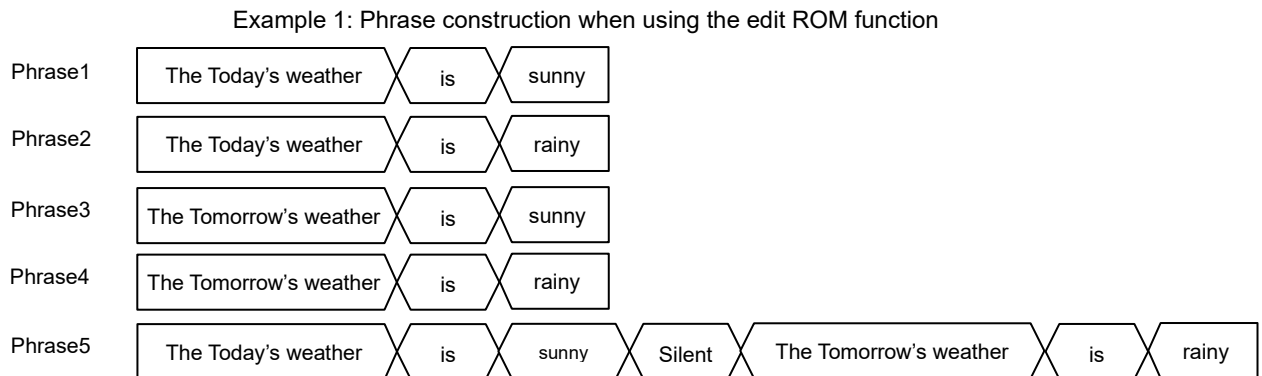 Example 1: Phrase construction when using the edit ROM function
Phrase1 The Today’s weather is sunny
Phrase2 The Today’s weather is rainy
Phrase3 The Tomorrow’s weather is sunny
Phrase4 The Tomorrow’s weather is rainy
Phrase5 The Today’s weather is sunny Silent The Tomorrow’s weather is rainy